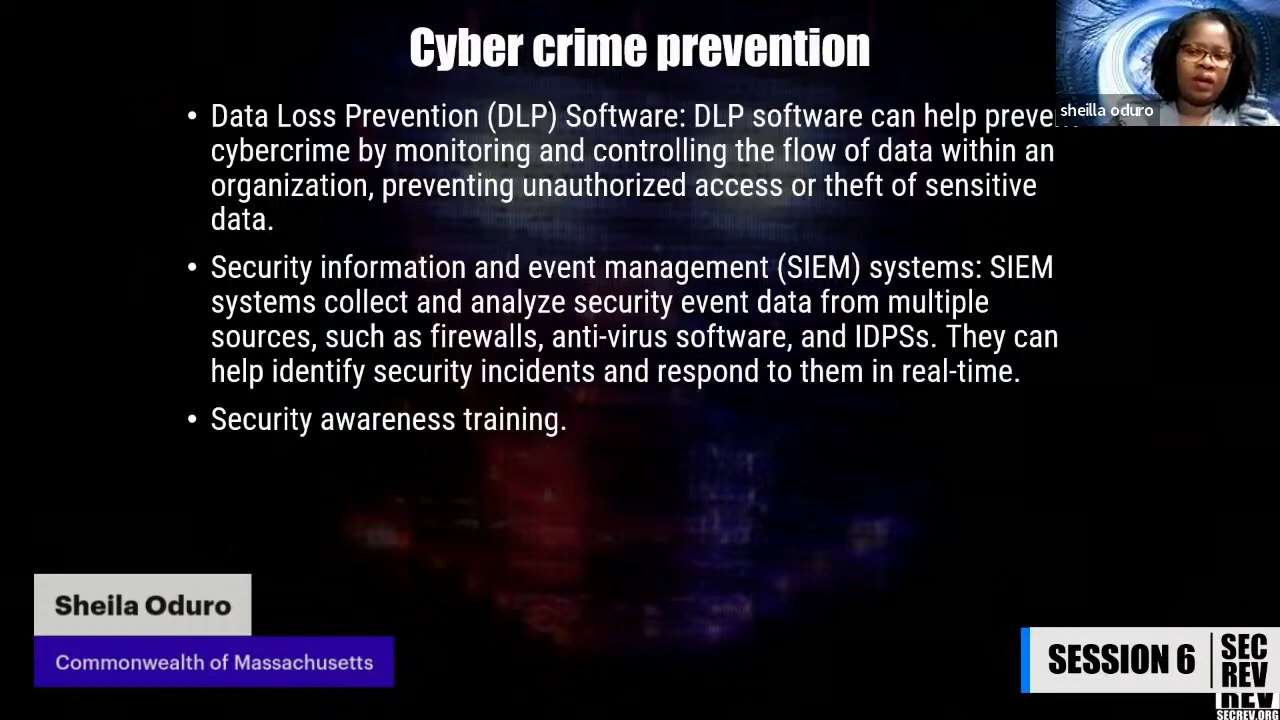 Cyber crime prevention
sheilla oduro
• Data Loss Prevention (DLP) Software: DLP software can help preve
cybercrime by monitoring and controlling the flow of data within an
organization, preventing unauthorized access or theft of sensitive
data.
• Security information and event management (SIEM) systems: SIEM
systems collect and analyze security event data from multiple
sources, such as firewalls, anti-virus software, and IDPSs. They can
help identify security incidents and respond to them in real-time.
• Security awareness training.
Sheila Oduro
Commonwealth of Massachusetts
SESSION 6
SEC
REV
DEV
SECREV.ORG